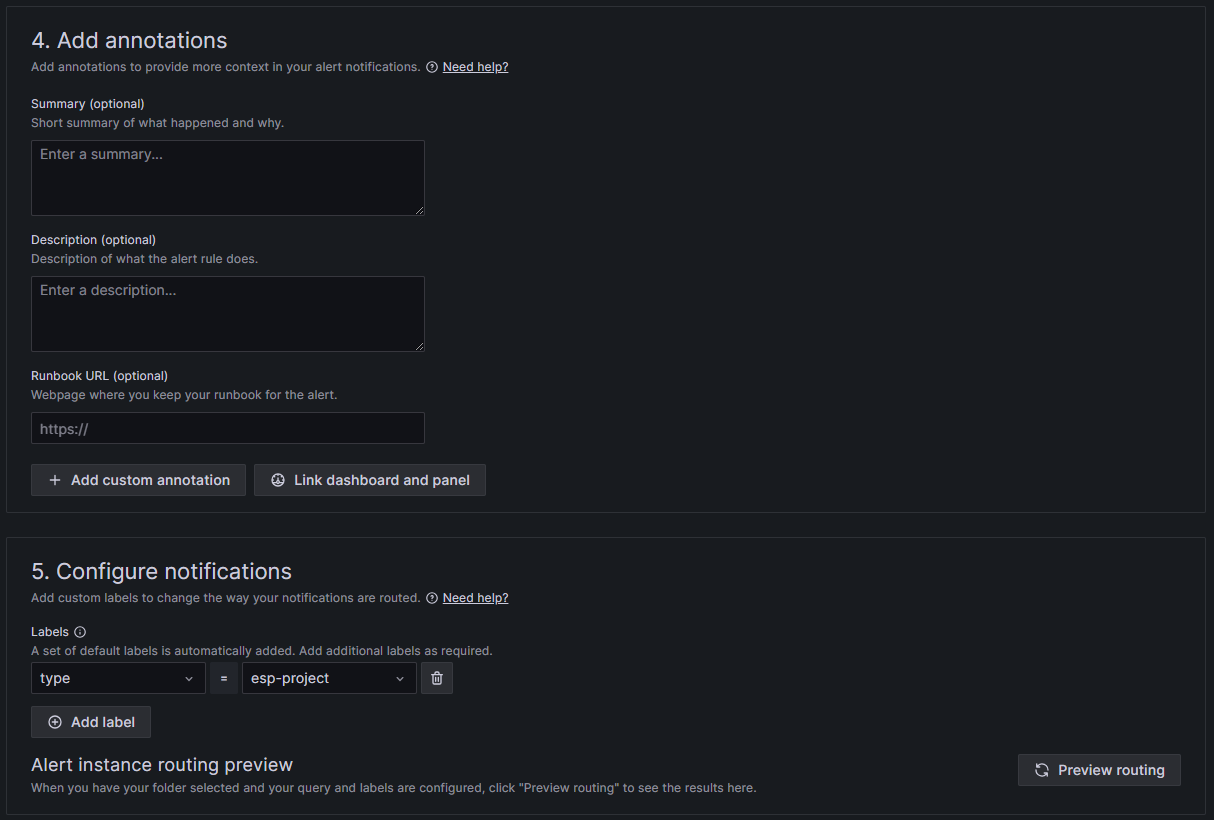 4. Add annotations
Add annotations to provide more context in your alert notifications. Need help?
Summary (optional)
Short summary of what happened and why.
Enter a summary...
Description (optional)
Description of what the alert rule does.
Enter a description...
Runbook URL (optional)
Webpage where you keep your runbook for the alert.
https://
Add custom annotation Link dashboard and panel
5. Configure notifications
Add custom labels to change the way your notifications are routed. Need help?
Labels
A set of default labels is automatically added. Add additional labels as required.
type = esp-project
Add label
Alert instance routing preview
Preview routing
When you have your folder selected and your query and labels are configured, click "Preview routing" to see the results here.